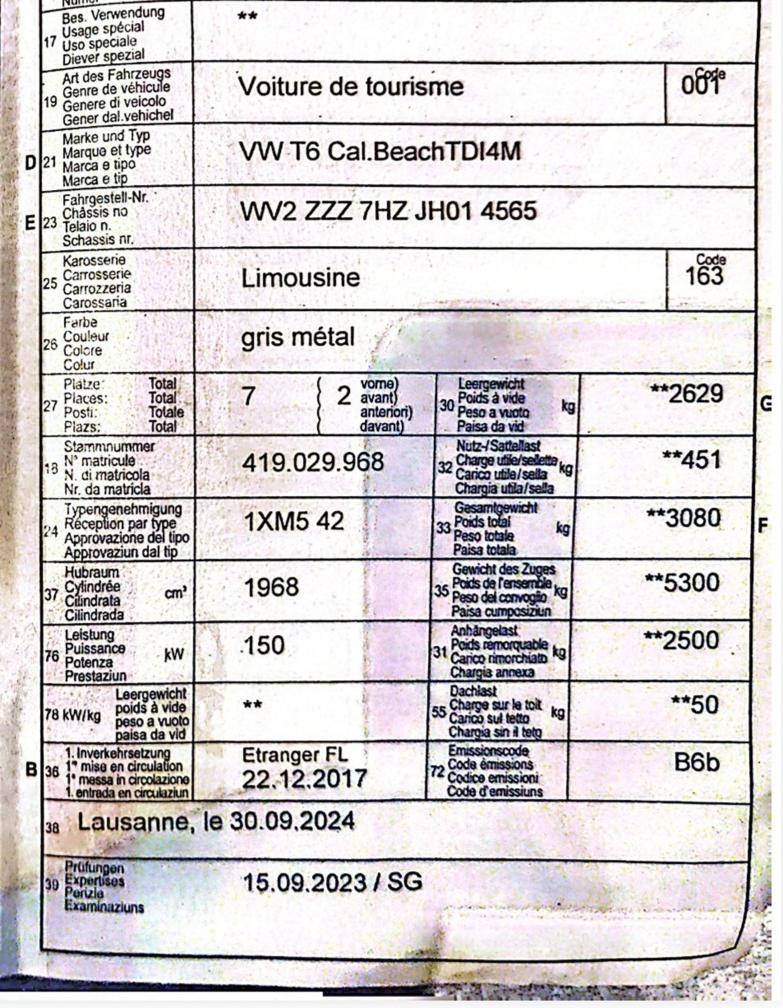 17 Bes. Verwendung
Usage spécial
Uso speciale
Diever spezial
**
19 Art des Fahrzeugs
Genre de véhicule
Genere di veicolo
Gener dal vehichel
Voiture de tourisme
Code
001
D 21 Marke und Typ
Marque et type
Marca e tipo
Marca e tip
VW T6 Cal.BeachTDI4M
E 23 Fahrgestell-Nr.
Châssis no
Telaio n.
Schassis nr.
WV2 ZZZ 7HZ JH01 4565
25 Karosserie
Carrosserie
Carrozzeria
Carossaria
Limousine
Code
163
26 Farbe
Couleur
Colore
Colur
gris métal
27 Plätze: Total
Places: Total
Posti: Totale
Plazs: Total
7 ( 2 vorne)
avant)
anteriori)
davant)
30 Leergewicht
Poids à vide
Peso a vuoto
Paisa da vid
kg
**2629
G
18 Stammnummer
N° matricule
N. di matricola
Nr. da matricla
419.029.968
32 Nutz-/Sattellast
Charge utile/sellette
Carico utile/sella
Chargia utila/sella
kg
**451
24 Typengenehmigung
Réception par type
Approvazione del tipo
Approvaziun dal tip
1XM5 42
33 Gesamtgewicht
Poids total
Peso totale
Paisa totala
kg
**3080
F
37 Hubraum
Cylindrée
Cilindrata
Cilindrada
cm³
1968
35 Gewicht des Zuges
Poids de l'ensemble
Peso del convoglio
Paisa cumposiziun
kg
**5300
76 Leistung
Puissance
Potenza
Prestaziun
kW
150
31 Anhängelast
Poids remorquable
Carico rimorchiato
Chargia annexa
kg
**2500
78 kW/kg Leergewicht
poids à vide
peso a vuoto
paisa da vid
**
55 Dachlast
Charge sur le toit
Carico sul tetto
Chargia sin il tetg
kg
**50
B 36 1. Inverkehrsetzung
1re mise en circulation
1a messa in circolazione
1. entrada en circulaziun
Etranger FL
22.12.2017
72 Emissionscode
Code émissions
Codice emissioni
Code d'emissiuns
B6b
38 Lausanne, le 30.09.2024
39 Prüfungen
Expertises
Perizie
Examinaziuns
15.09.2023 / SG